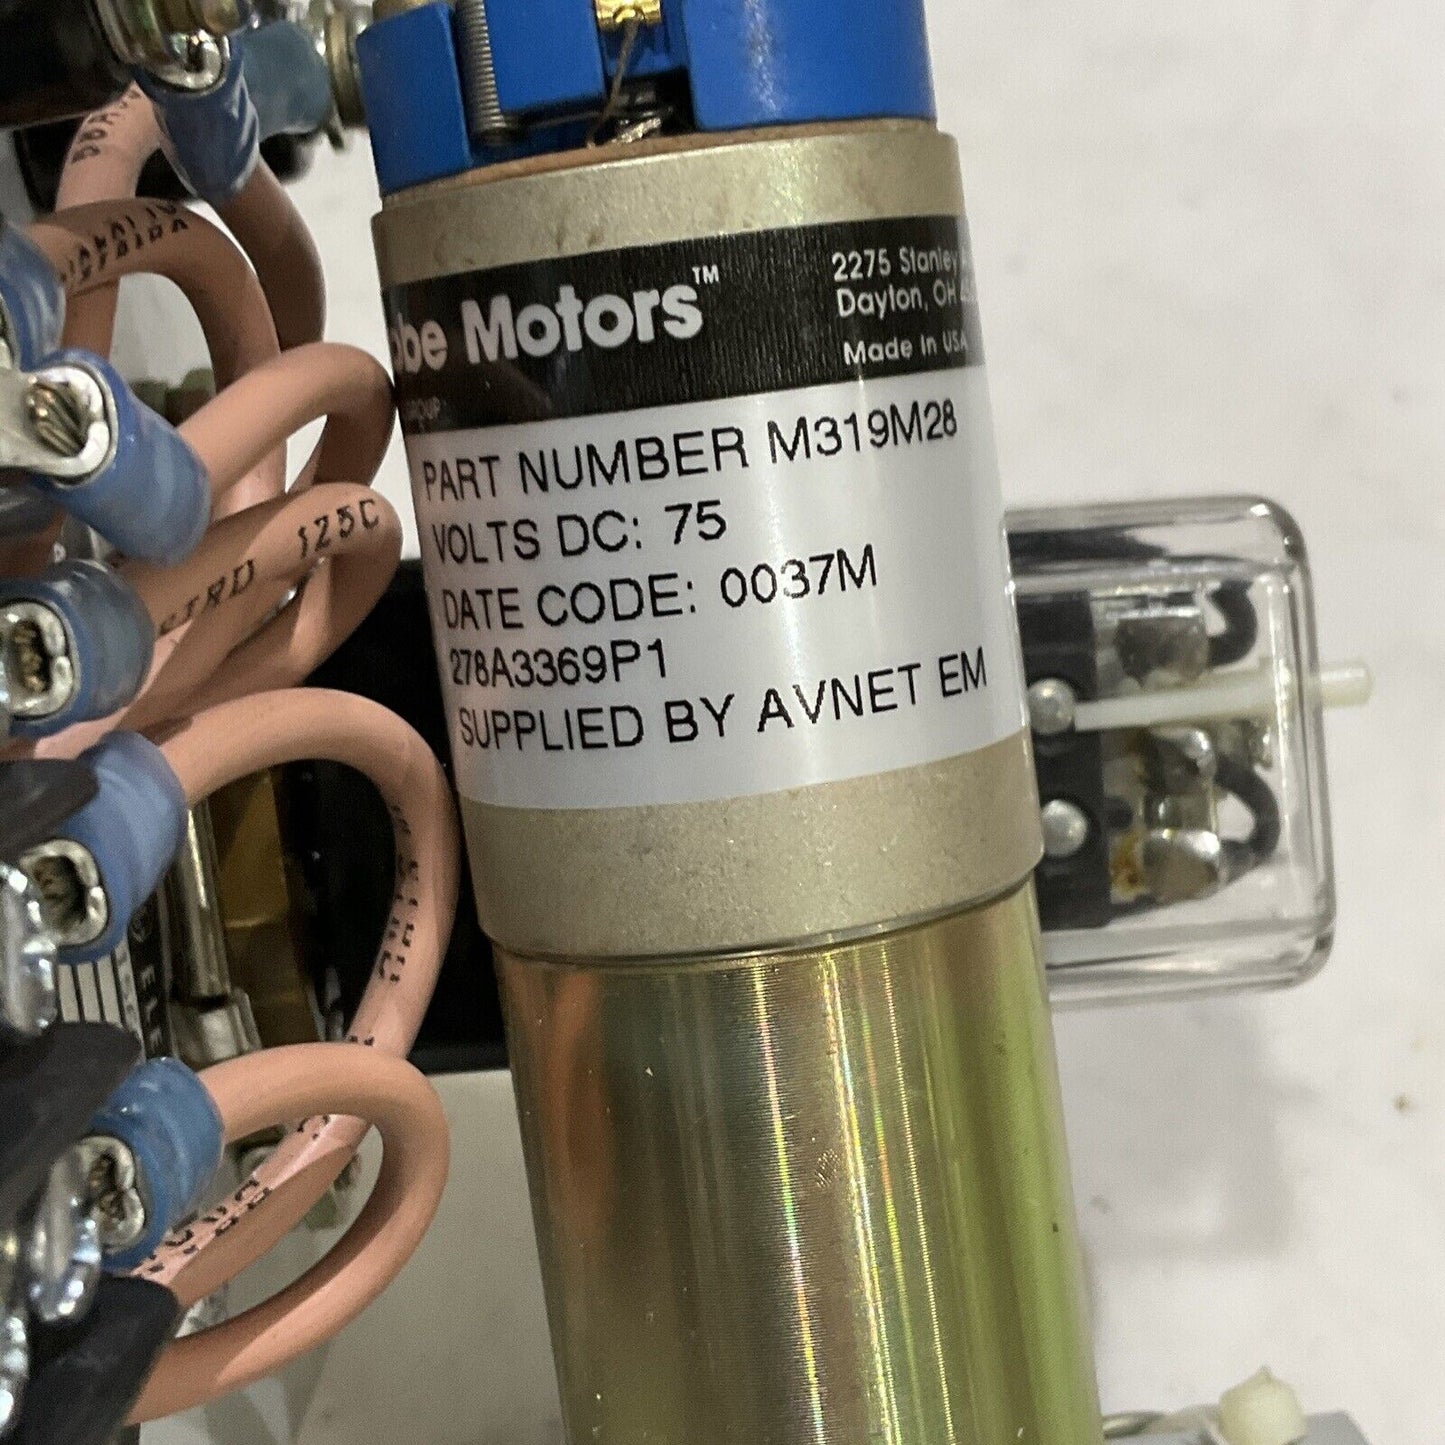 obe Motors™
2275 Stanley
Dayton, OH
Made in USA
PART NUMBER M319M28
VOLTS DC: 75
DATE CODE: 0037M
278A3369P1
SUPPLIED BY AVNET EM
125C